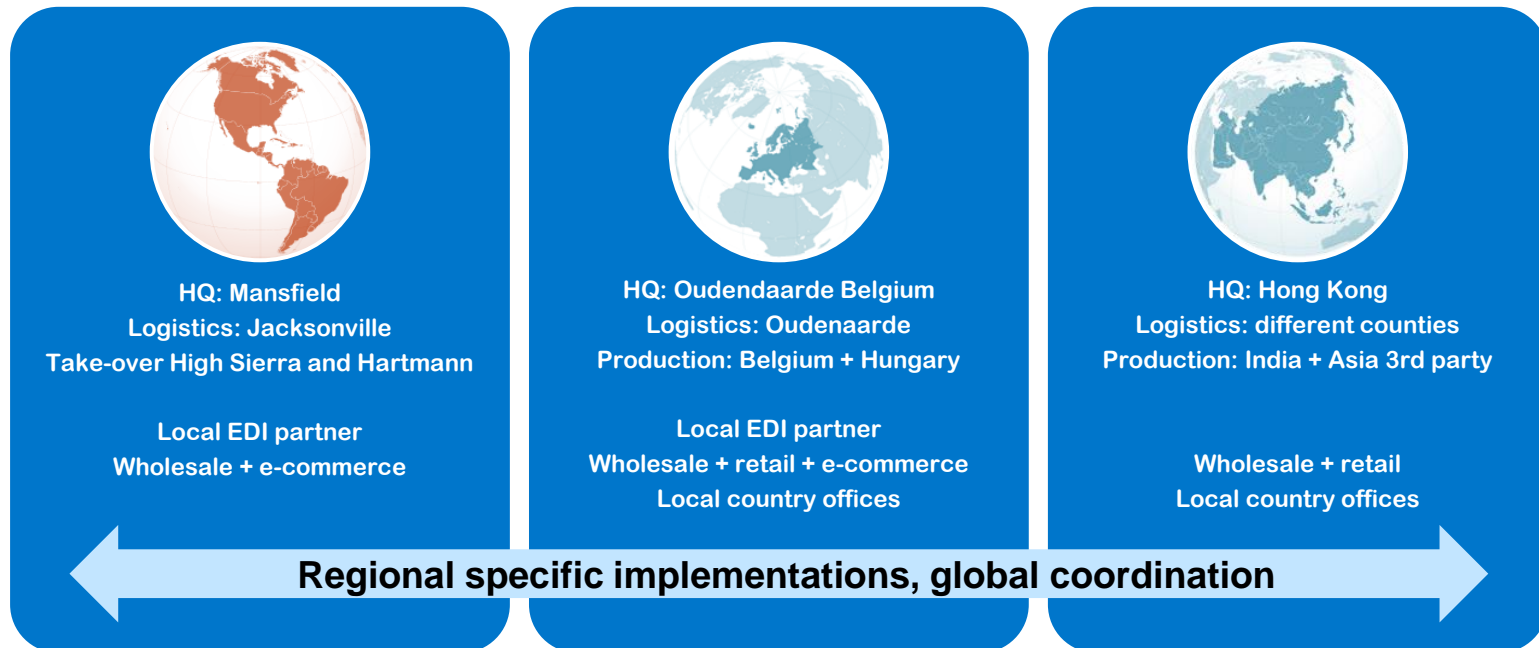 HQ: Mansfield
Logistics: Jacksonville
Take-over High Sierra and Hartmann
Local EDI partner
Wholesale + e-commerce
HQ: Oudendaarde Belgium
Logistics: Oudenaarde
Production: Belgium + Hungary
Local EDI partner
Wholesale + retail + e-commerce
Local country offices
HQ: Hong Kong
Logistics: different counties
Production: India + Asia 3rd party
Wholesale + retail
Local country offices
Regional specific implementations, global coordination